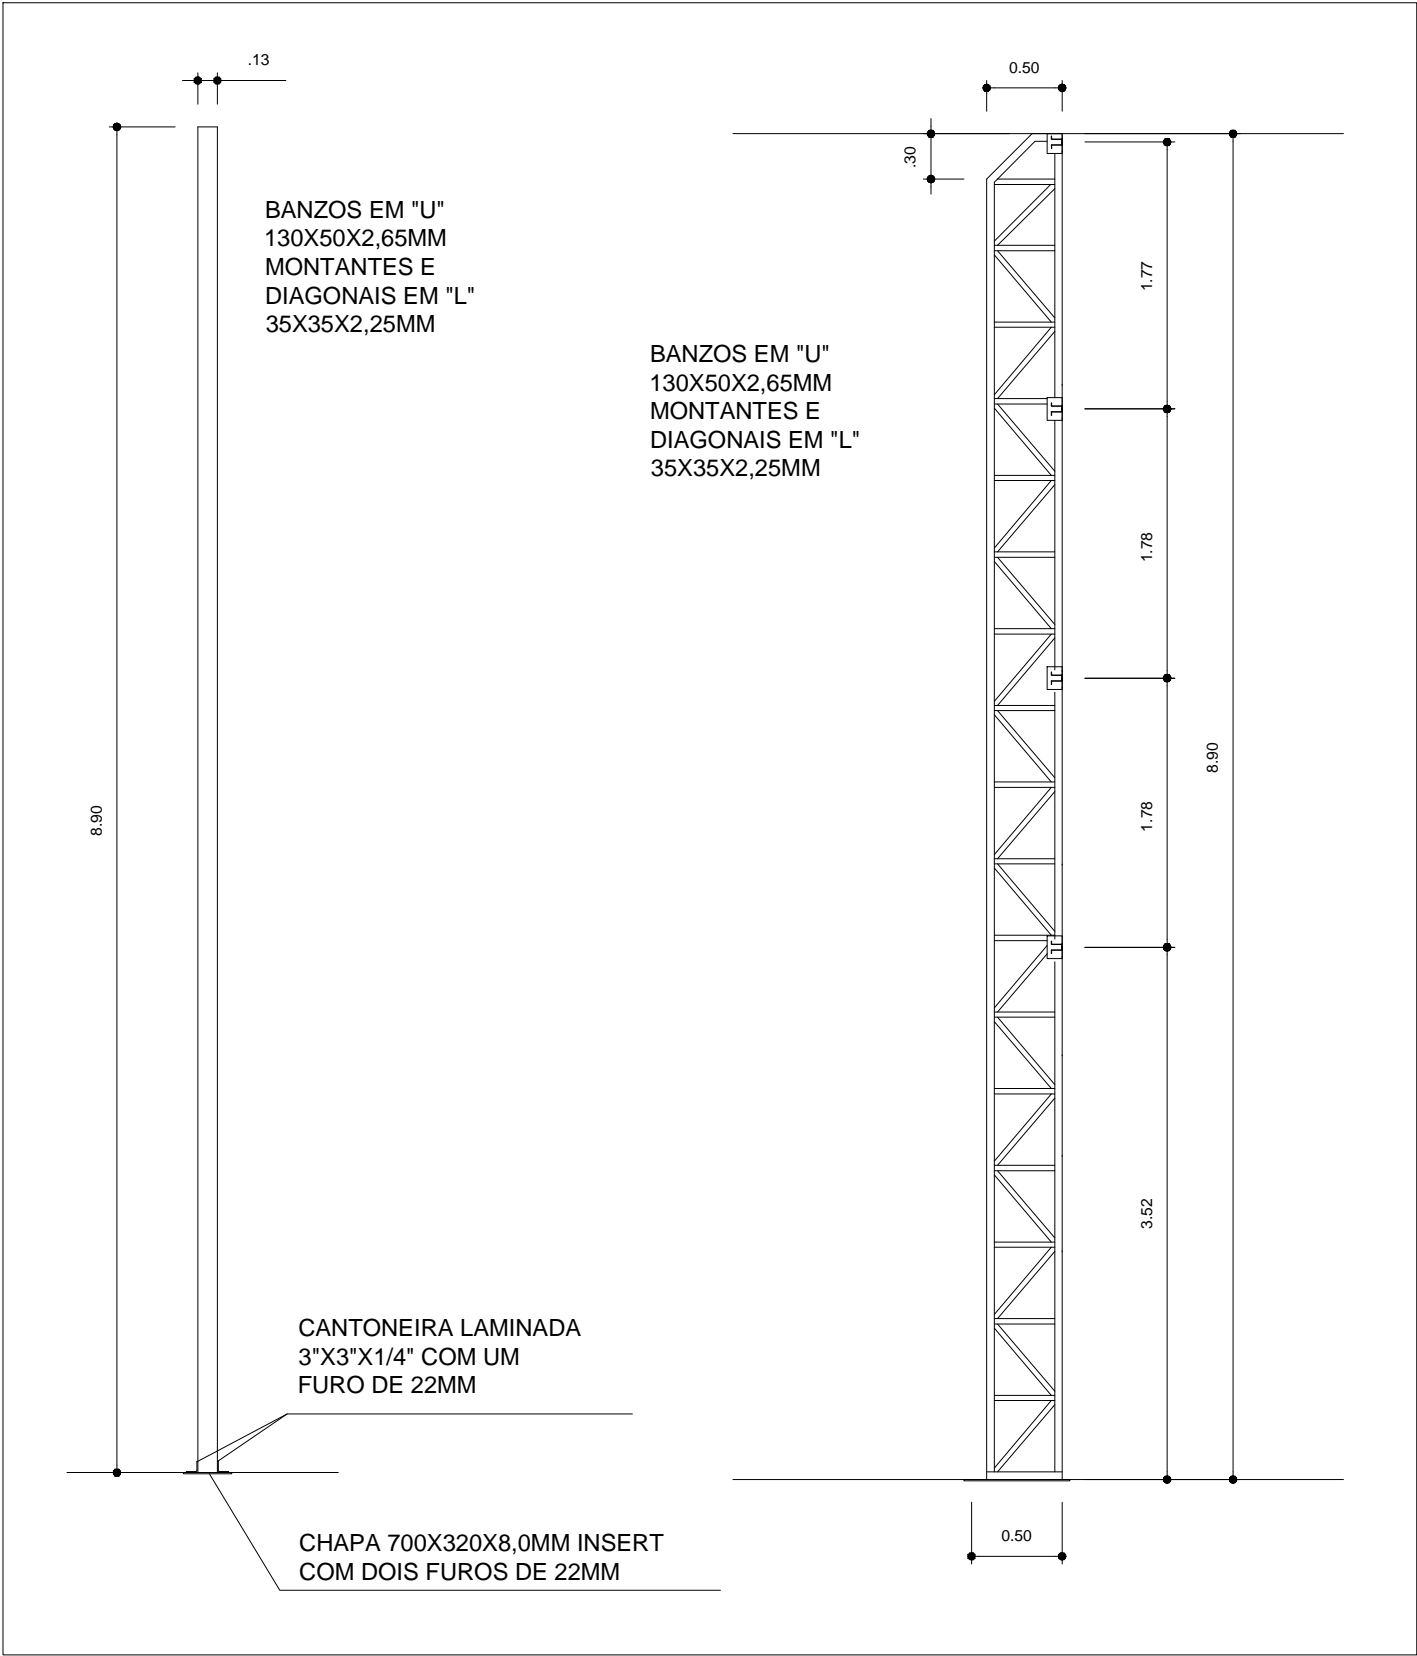 .13
0.50
.30
BANZOS EM "U"
130X50X2,65MM
MONTANTES E
DIAGONAIS EM "L"
35X35X2,25MM
1.77
BANZOS EM "U"
130X50X2,65MM
MONTANTES E
DIAGONAIS EM "L"
35X35X2,25MM
1.78
8.90
1.78
8.90
3.52
CANTONEIRA LAMINADA
3"X3"X1/4" COM UM
FURO DE 22MM
0.50
CHAPA 700X320X8,0MM INSERT
COM DOIS FUROS DE 22MM